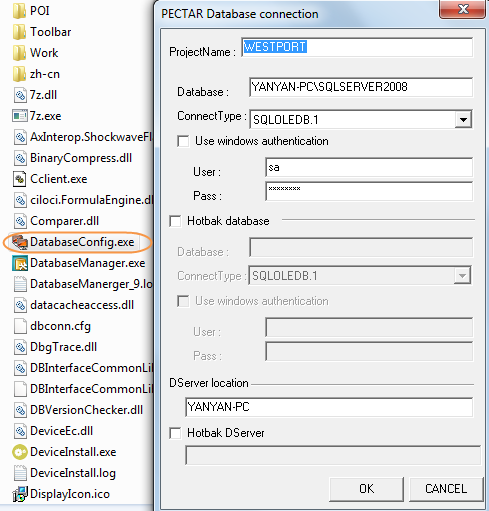 POI
Toolbar
Work
zh-cn
7z.dll
7z.exe
AxInterop.ShockwaveFl
BinaryCompress.dll
Cclient.exe
ciloci.FormulaEngine.d
Comparer.dll
DatabaseConfig.exe
DatabaseManager.exe
DatabaseManerger_9.lo
datacacheaccess.dll
dbconn.cfg
DbgTrace.dll
DBInterfaceCommonLil
DBInterfaceCommonLil
DBVersionChecker.dll
DeviceEc.dll
DeviceInstall.exe
DeviceInstall.log
DisplayIcon.ico
PECTAR Database connection
ProjectName : WESTPORT
Database : YANYAN-PC\SQLSERVER2008
ConnectType : SQLOLEDB.1
Use windows authentication
User : sa
Pass : ********
Hotbak database
Database :
ConnectType : SQLOLEDB.1
Use windows authentication
User :
Pass :
DServer location
YANYAN-PC
Hotbak DServer
OK CANCEL